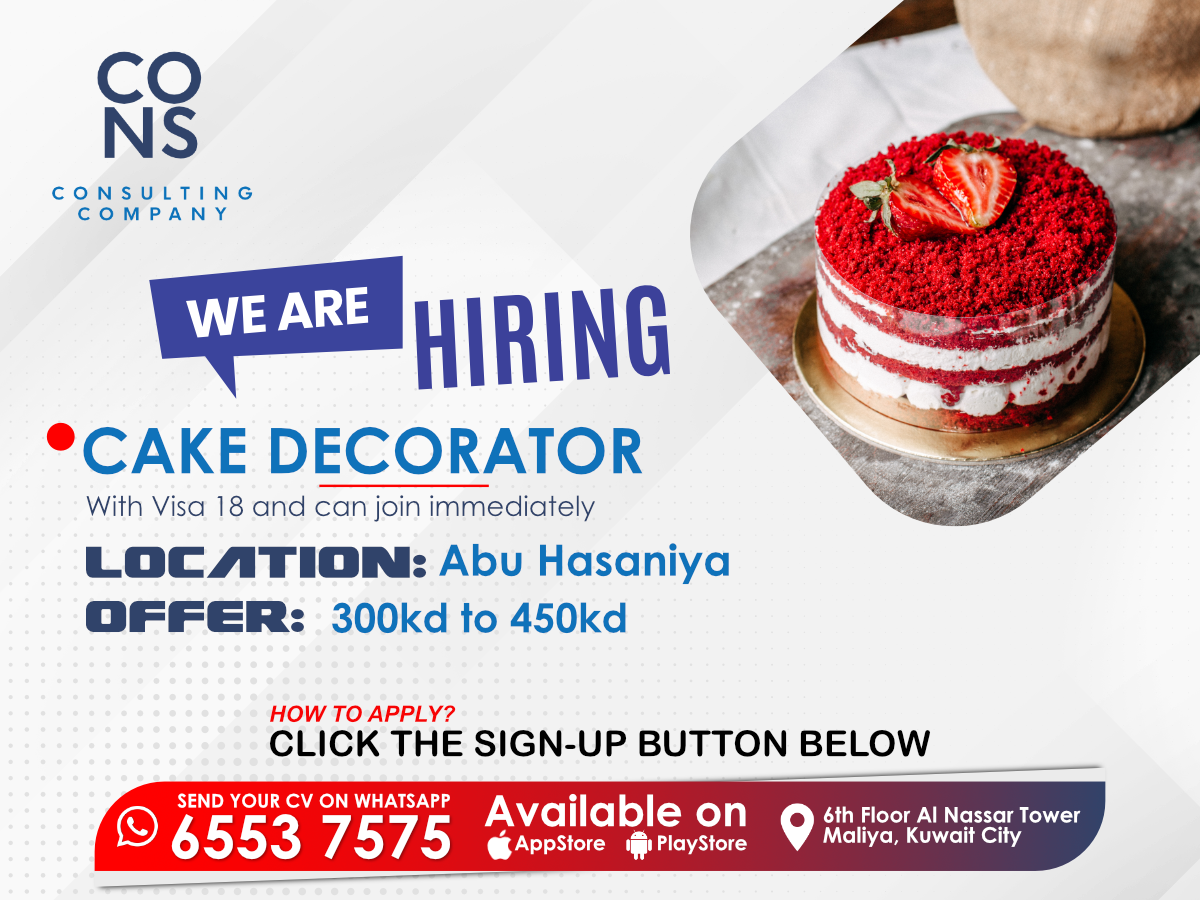 CO
NS
CONSULTING
COMPANY
WE ARE HIRING
CAKE DECORATOR
With Visa 18 and can join immediately
LOCATION: Abu Hasaniya
OFFER: 300kd to 450kd
HOW TO APPLY?
CLICK THE SIGN-UP BUTTON BELOW
SEND YOUR CV ON WHATSAPP
6553 7575
Available on
AppStore PlayStore
6th Floor Al Nassar Tower
Maliya, Kuwait City